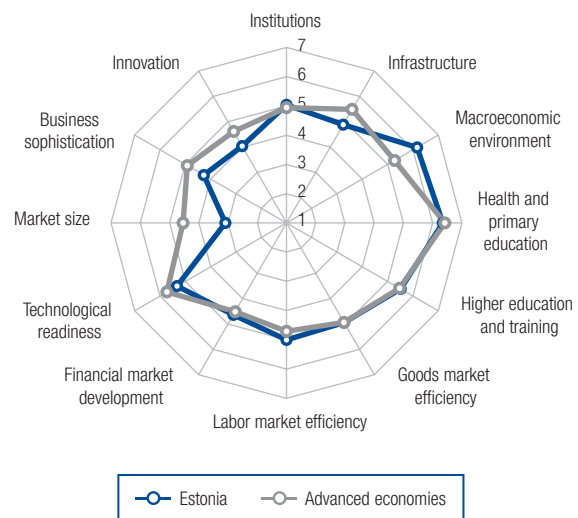 Institutions
7
6
5
4
3
2
1
Infrastructure
Macroeconomic
environment
Health and
primary
education
Higher education
and training
Goods market
efficiency
Labor market efficiency
Financial market
development
Technological
readiness
Market size
Business
sophistication
Innovation
Estonia
Advanced economies